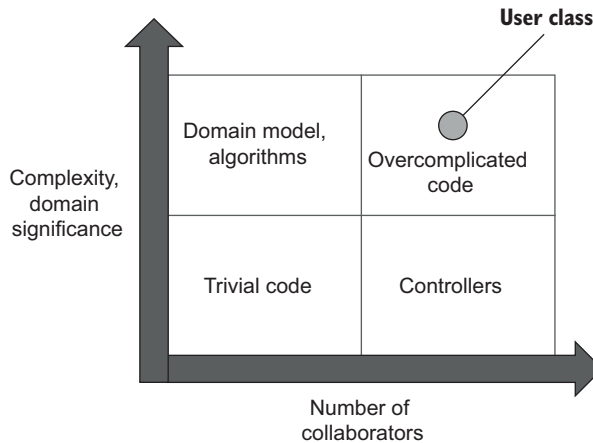 User class
Domain model,
algorithms
Overcomplicated
code
Complexity,
domain
significance
Trivial code
Controllers
Number of
collaborators